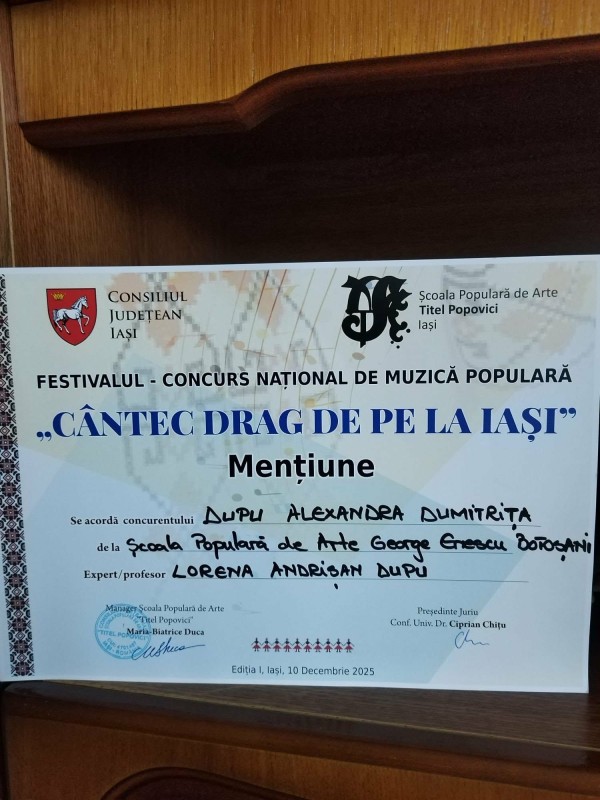 CONSILIUL
JUDEȚEAN
IAȘI
Școala Populară de Arte
Titel Popovici
Iași
FESTIVALUL - CONCURS NAȚIONAL DE MUZICĂ POPULARĂ
„CÂNTEC DRAG DE PE LA IAȘI”
Mențiune
Se acordă concurentului DUPU ALEXANDRA DUMITRIȚA
de la Școala Populară de Arte George Enescu BOTOȘANI
Expert/profesor LORENA ANDRIȘAN DUPU
Manager Școala Populară de Arte
"Titel Popovici"
Maria-Biatrice Duca
Președinte Juriu
Conf. Univ. Dr. Ciprian Chițu
Ediția I, Iași, 10 Decembrie 2025